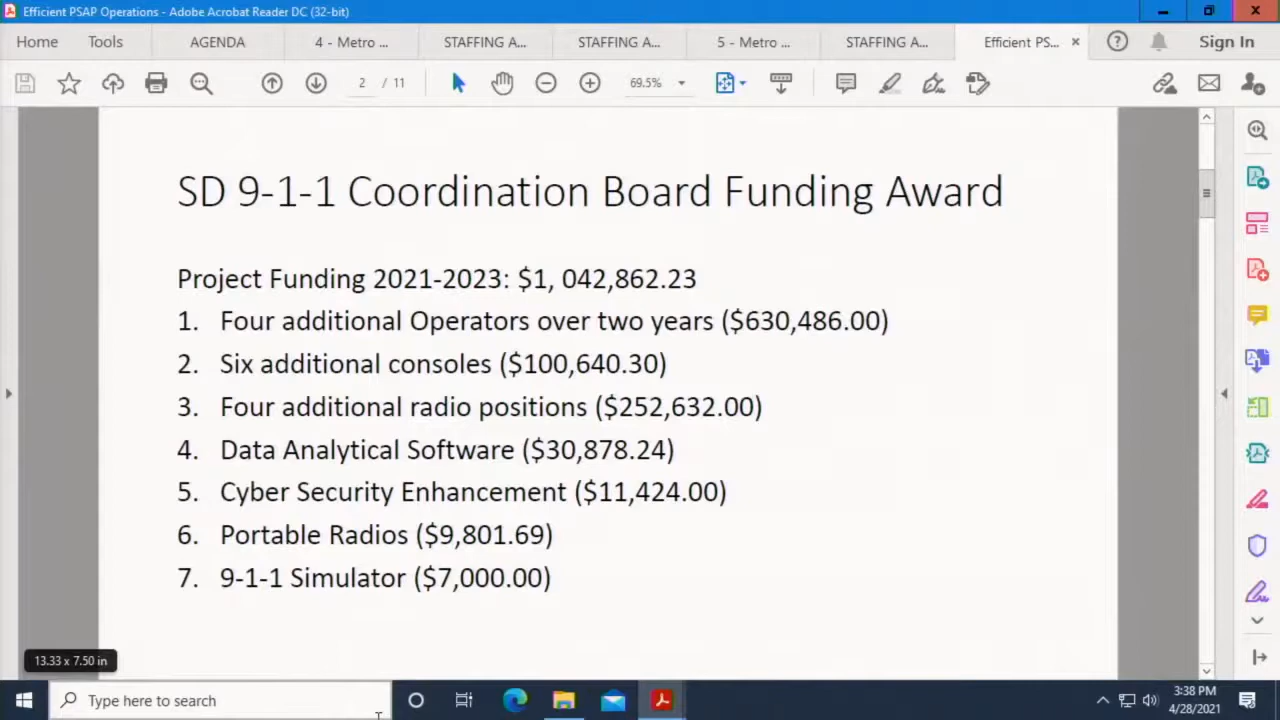 Efficient PSAP Operations - Adobe Acrobat Reader DC (32-bit)
Home Tools AGENDA 4 - Metro ... STAFFING A... STAFFING A... 5 - Metro ... STAFFING A... Efficient PS... × Sign In
2 / 11 69.5%
SD 9-1-1 Coordination Board Funding Award
Project Funding 2021-2023: $1, 042,862.23
1. Four additional Operators over two years ($630,486.00)
2. Six additional consoles ($100,640.30)
3. Four additional radio positions ($252,632.00)
4. Data Analytical Software ($30,878.24)
5. Cyber Security Enhancement ($11,424.00)
6. Portable Radios ($9,801.69)
7. 9-1-1 Simulator ($7,000.00)
13.33 x 7.50 in
Type here to search
3:38 PM
4/28/2021